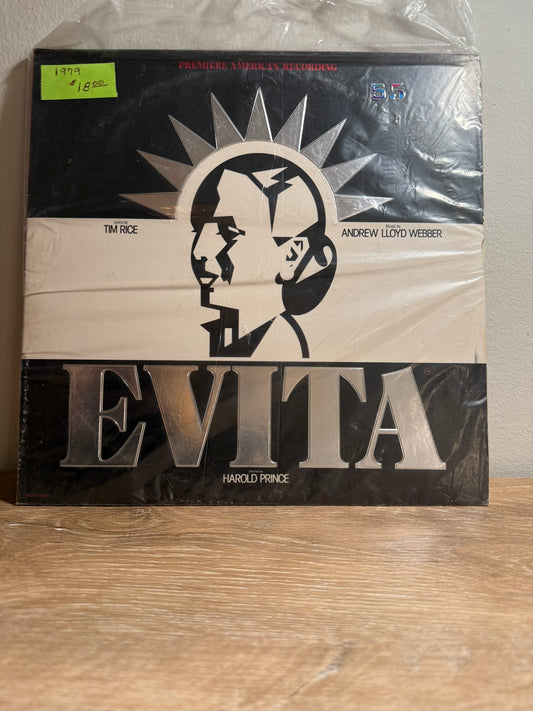 PREMIERE AMERICAN RECORDING
1979
$18.00
55
Lyrics by
TIM RICE
Music by
ANDREW LLOYD WEBBER
EVITA
Directed by
HAROLD PRINCE